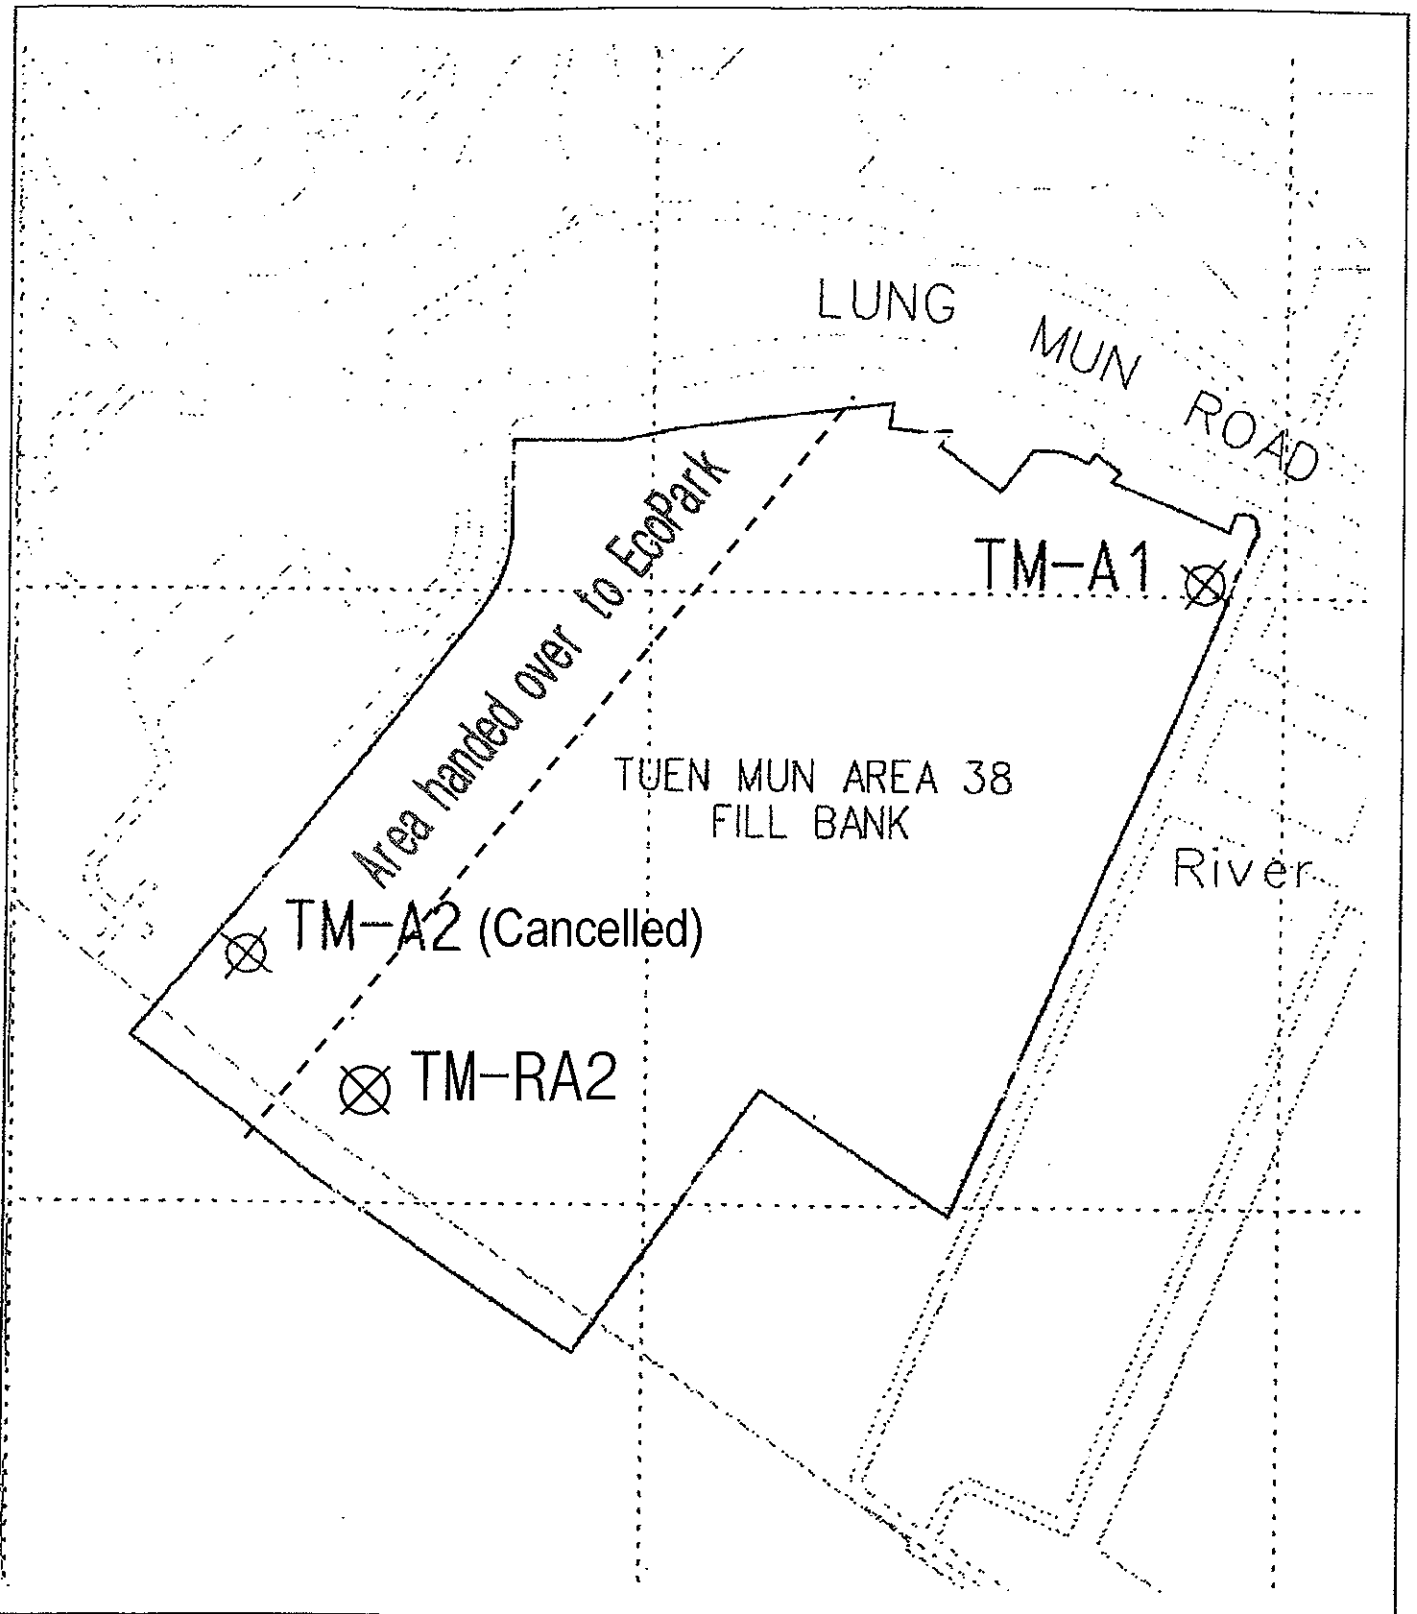 LUNG MUN ROAD
Area handed over to EcoPark
TM-A1
TUEN MUN AREA 38
FILL BANK
River
TM-A2 (Cancelled)
TM-RA2